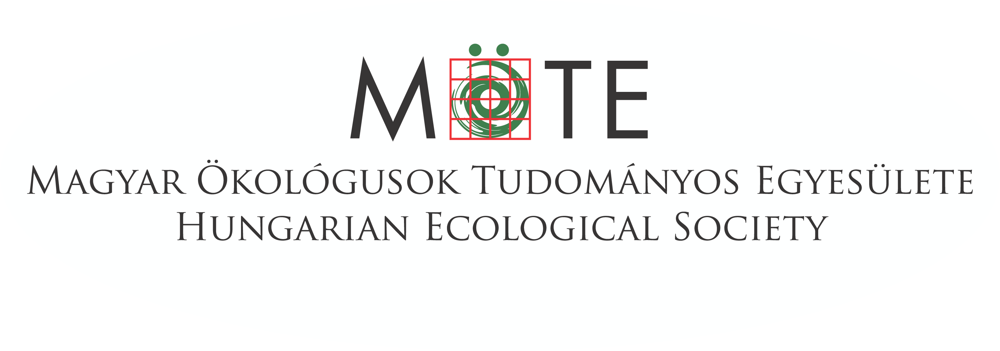 MÖTE
Magyar Ökológusok Tudományos Egyesülete
Hungarian Ecological Society